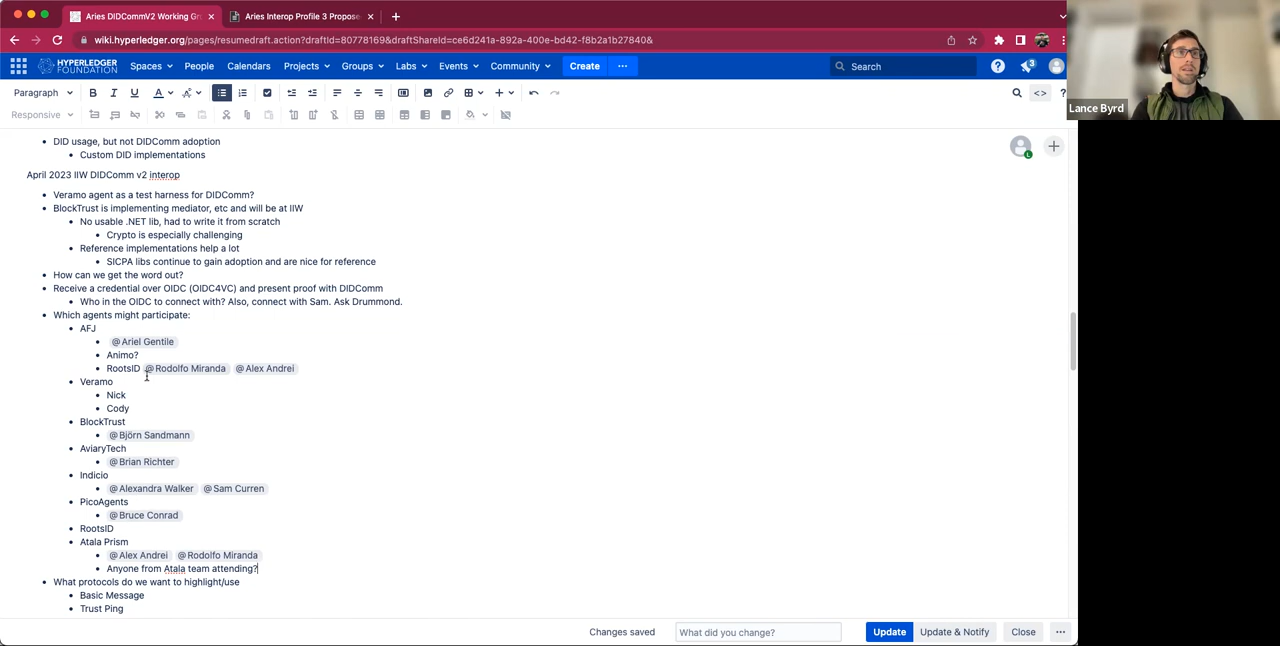 Aries DIDCommV2 Working Gr
Aries Interop Profile 3 Propose
wiki.hyperledger.org/pages/resumedraft.action?draftId=80778169&draftShareId=ce6d241a-892a-400e-bd42-f8b2a1b27840&
HYPERLEDGER FOUNDATION
Spaces People Calendars Projects Groups Labs Events Community Create ... Search ? 3
Paragraph B I U A <> ?
Responsive
Lance Byrd
DID usage, but not DIDComm adoption
Custom DID implementations
April 2023 IIW DIDComm v2 interop
Veramo agent as a test harness for DIDComm?
BlockTrust is implementing mediator, etc and will be at IIW
No usable .NET lib, had to write it from scratch
Crypto is especially challenging
Reference implementations help a lot
SICPA libs continue to gain adoption and are nice for reference
How can we get the word out?
Receive a credential over OIDC (OIDC4VC) and present proof with DIDComm
Who in the OIDC to connect with? Also, connect with Sam. Ask Drummond.
Which agents might participate:
AFJ
@Ariel Gentile
Animo?
RootsID @Rodolfo Miranda @Alex Andrei
Veramo
Nick
Cody
BlockTrust
@Björn Sandmann
AviaryTech
@Brian Richter
Indicio
@Alexandra Walker @Sam Curren
PicoAgents
@Bruce Conrad
RootsID
Atala Prism
@Alex Andrei @Rodolfo Miranda
Anyone from Atala team attending?
What protocols do we want to highlight/use
Basic Message
Trust Ping
Changes saved What did you change? Update Update & Notify Close ...